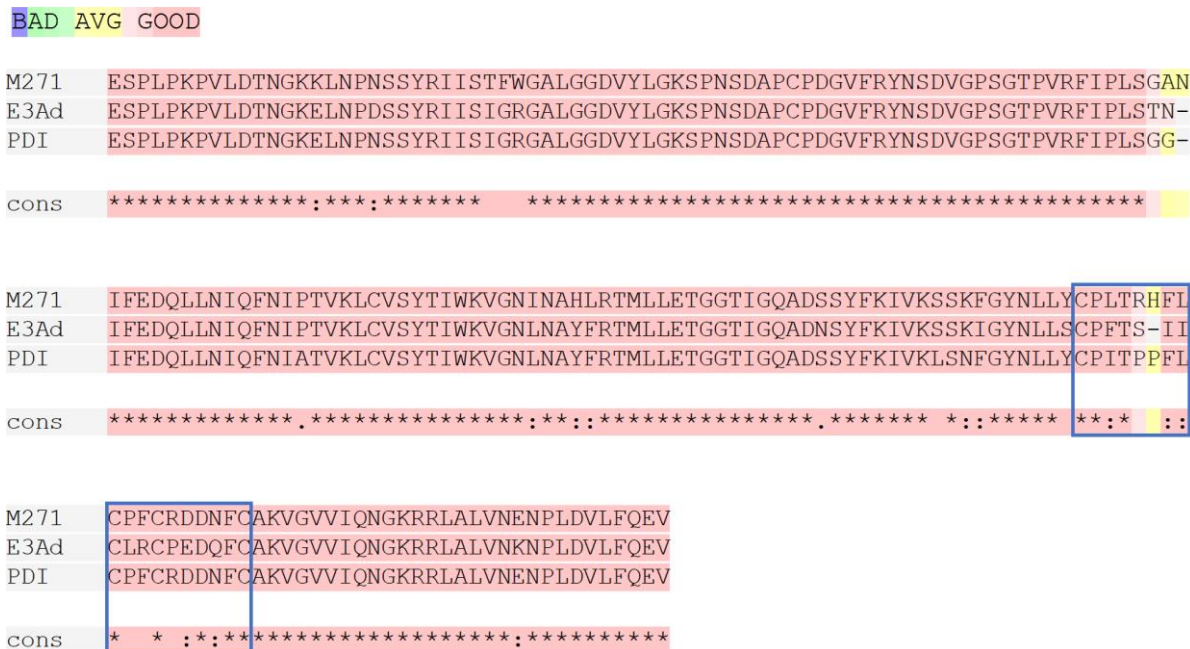 BAD AVG GOOD
M271 ESPLPKPVLDTNGKKLNPNSSYRIISTFWGALGGDVYLGKSPNSDAPCPDGVFRYNSDVGPSGTPVRFIPLSGAN
E3Ad ESPLPKPVLDTNGKELNPDSSYRIISIGRGALGGDVYLGKSPNSDAPCPDGVFRYNSDVGPSGTPVRFIPLSTN-
PDI ESPLPKPVLDTNGKELNPNSSYRIISIGRGALGGDVYLGKSPNSDAPCPDGVFRYNSDVGPSGTPVRFIPLSGG-
cons **************:***:*******   *******************************************
M271 IFEDQLLNIQFNIPTVKLCVSYTIWKVGNINAHLRTMLLETGGTIGQADSSYFKIVKSSKFGYNLLYCPLTRHFL
E3Ad IFEDQLLNIQFNIPTVKLCVSYTIWKVGNLNAYFRTMLLETGGTIGQADNSYFKIVKSSKIGYNLLSCPFTS-II
PDI IFEDQLLNIQFNIATVKLCVSYTIWKVGNLNAYFRTMLLETGGTIGQADSSYFKIVKLSNFGYNLLYCPITPPFL
cons *************.***************:**::***************.******* *::***** **:*   ::
M271 CPFCRDDNFCAKVGVVIQNGKRRLALVNENPLDVLFQEV
E3Ad CLRCPEDQFCAKVGVVIQNGKRRLALVNKNPLDVLFQEV
PDI CPFCRDDNFCAKVGVVIQNGKRRLALVNENPLDVLFQEV
cons *  * :*:********************:**********